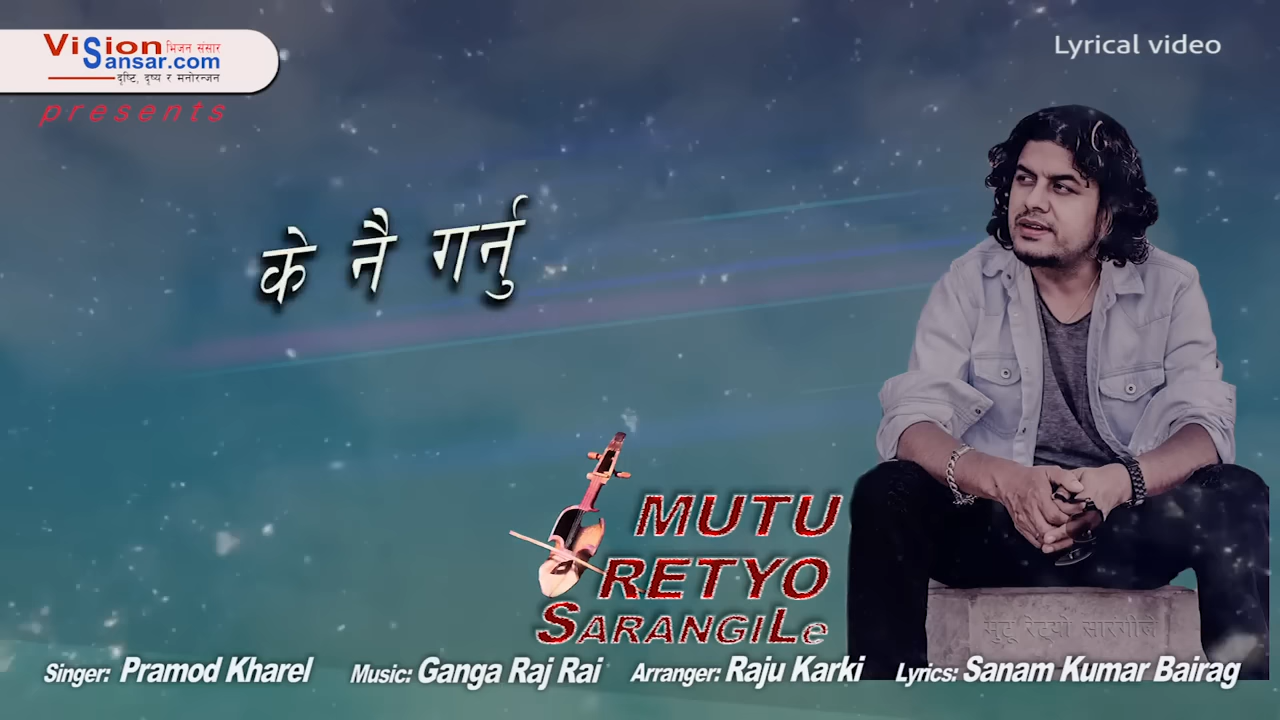 Vision भिजन संसार
Sansar.com
दृष्टि, दृष्य र मनोरन्जन
presents
Lyrical video
के नै गर्नु
MUTU
RETYO
SARANGILe
मुटू रेट्यो सारंगीले
Singer: Pramod Kharel Music: Ganga Raj Rai Arranger: Raju Karki Lyrics: Sanam Kumar Bairag